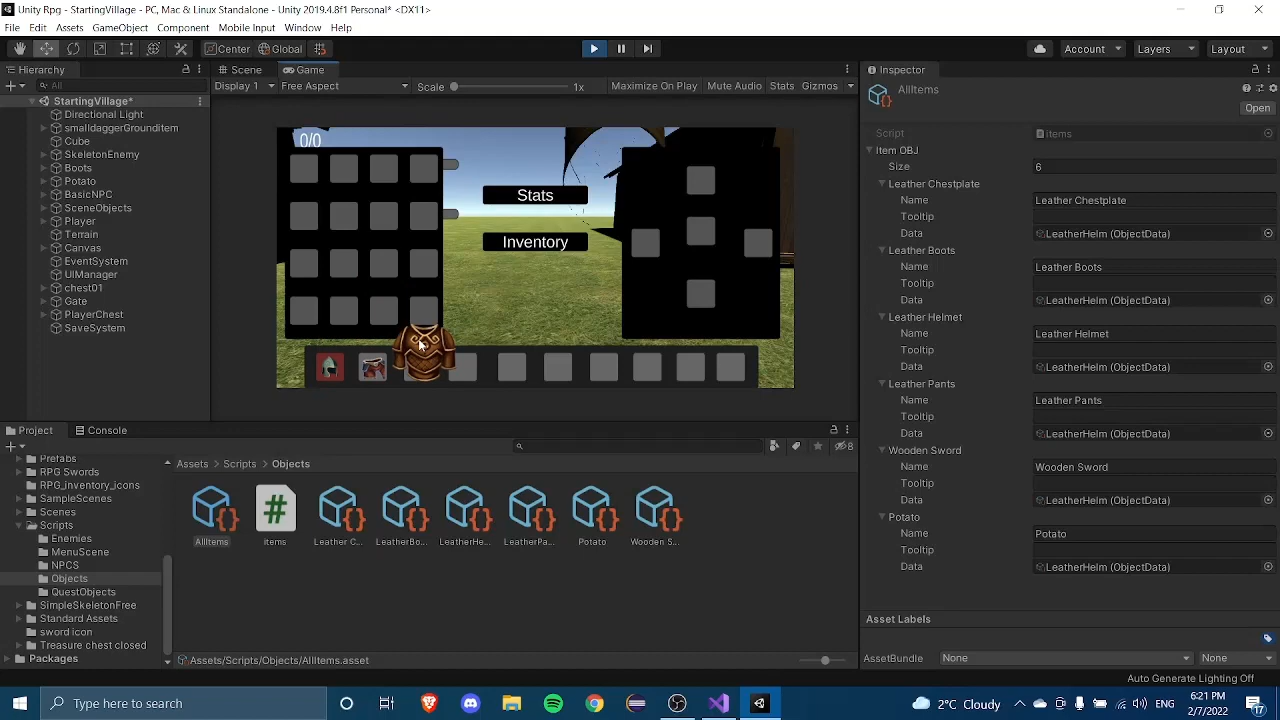 Unity Rpg - StartingVillage - PC, Mac & Linux Standalone - Unity 2019.4.8f1 Personal* <DX11>
File Edit Assets GameObject Component Mobile Input Window Help
Center Global Account Layers Layout
Hierarchy
All
StartingVillage*
Directional Light
smalldaggerGrounditem
Cube
SkeletonEnemy
Boots
Potato
BasicNPC
SceneObjects
Player
Terrain
Canvas
EventSystem
UIManager
chest01
Gate
PlayerChest
SaveSystem
Scene Game
Display 1 Free Aspect Scale 1x Maximize On Play Mute Audio Stats Gizmos
0/0
Stats
Inventory
Inspector
AllItems
Open
Script items
Item OBJ
Size 6
Leather Chestplate
Name Leather Chestplate
Tooltip
Data LeatherHelm (ObjectData)
Leather Boots
Name Leather Boots
Tooltip
Data LeatherHelm (ObjectData)
Leather Helmet
Name Leather Helmet
Tooltip
Data LeatherHelm (ObjectData)
Leather Pants
Name Leather Pants
Tooltip
Data LeatherHelm (ObjectData)
Wooden Sword
Name Wooden Sword
Tooltip
Data LeatherHelm (ObjectData)
Potato
Name Potato
Tooltip
Data LeatherHelm (ObjectData)
Asset Labels
AssetBundle None None
Auto Generate Lighting Off
Project Console
8
Prefabs
RPG Swords
RPG_inventory_icons
SampleScenes
Scenes
Scripts
Enemies
MenuScene
NPCS
Objects
QuestObjects
SimpleSkeletonFree
Standard Assets
sword icon
Treasure chest closed
Packages
Assets > Scripts > Objects
AllItems items Leather C... LeatherBo... LeatherHe... LeatherPa... Potato Wooden S...
Assets/Scripts/Objects/AllItems.asset
Type here to search
2°C Cloudy ENG 6:21 PM
2/7/2022
17